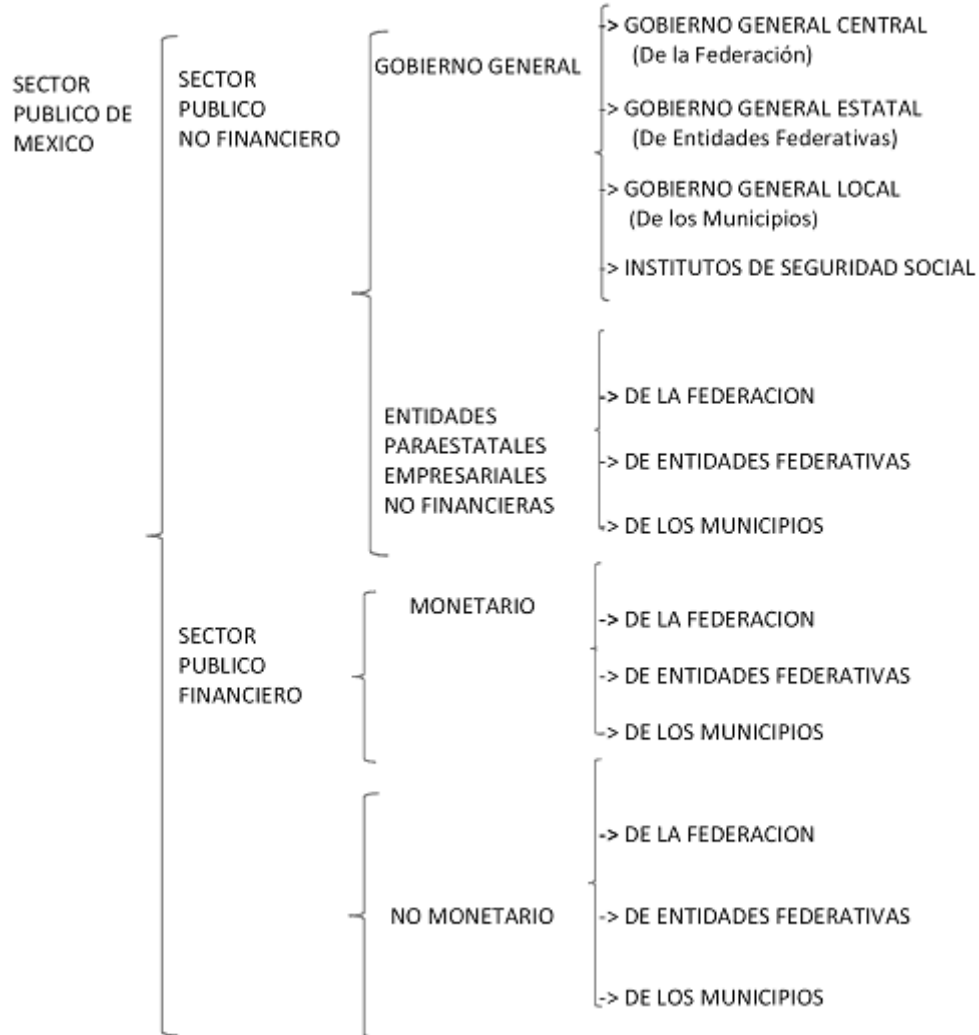 SECTOR
PUBLICO DE
MEXICO
SECTOR
PUBLICO
NO FINANCIERO
GOBIERNO GENERAL
-> GOBIERNO GENERAL CENTRAL
(De la Federación)
-> GOBIERNO GENERAL ESTATAL
(De Entidades Federativas)
-> GOBIERNO GENERAL LOCAL
(De los Municipios)
-> INSTITUTOS DE SEGURIDAD SOCIAL
ENTIDADES
PARAESTATALES
EMPRESARIALES
NO FINANCIERAS
-> DE LA FEDERACION
-> DE ENTIDADES FEDERATIVAS
-> DE LOS MUNICIPIOS
SECTOR
PUBLICO
FINANCIERO
MONETARIO
-> DE LA FEDERACION
-> DE ENTIDADES FEDERATIVAS
-> DE LOS MUNICIPIOS
NO MONETARIO
-> DE LA FEDERACION
-> DE ENTIDADES FEDERATIVAS
-> DE LOS MUNICIPIOS